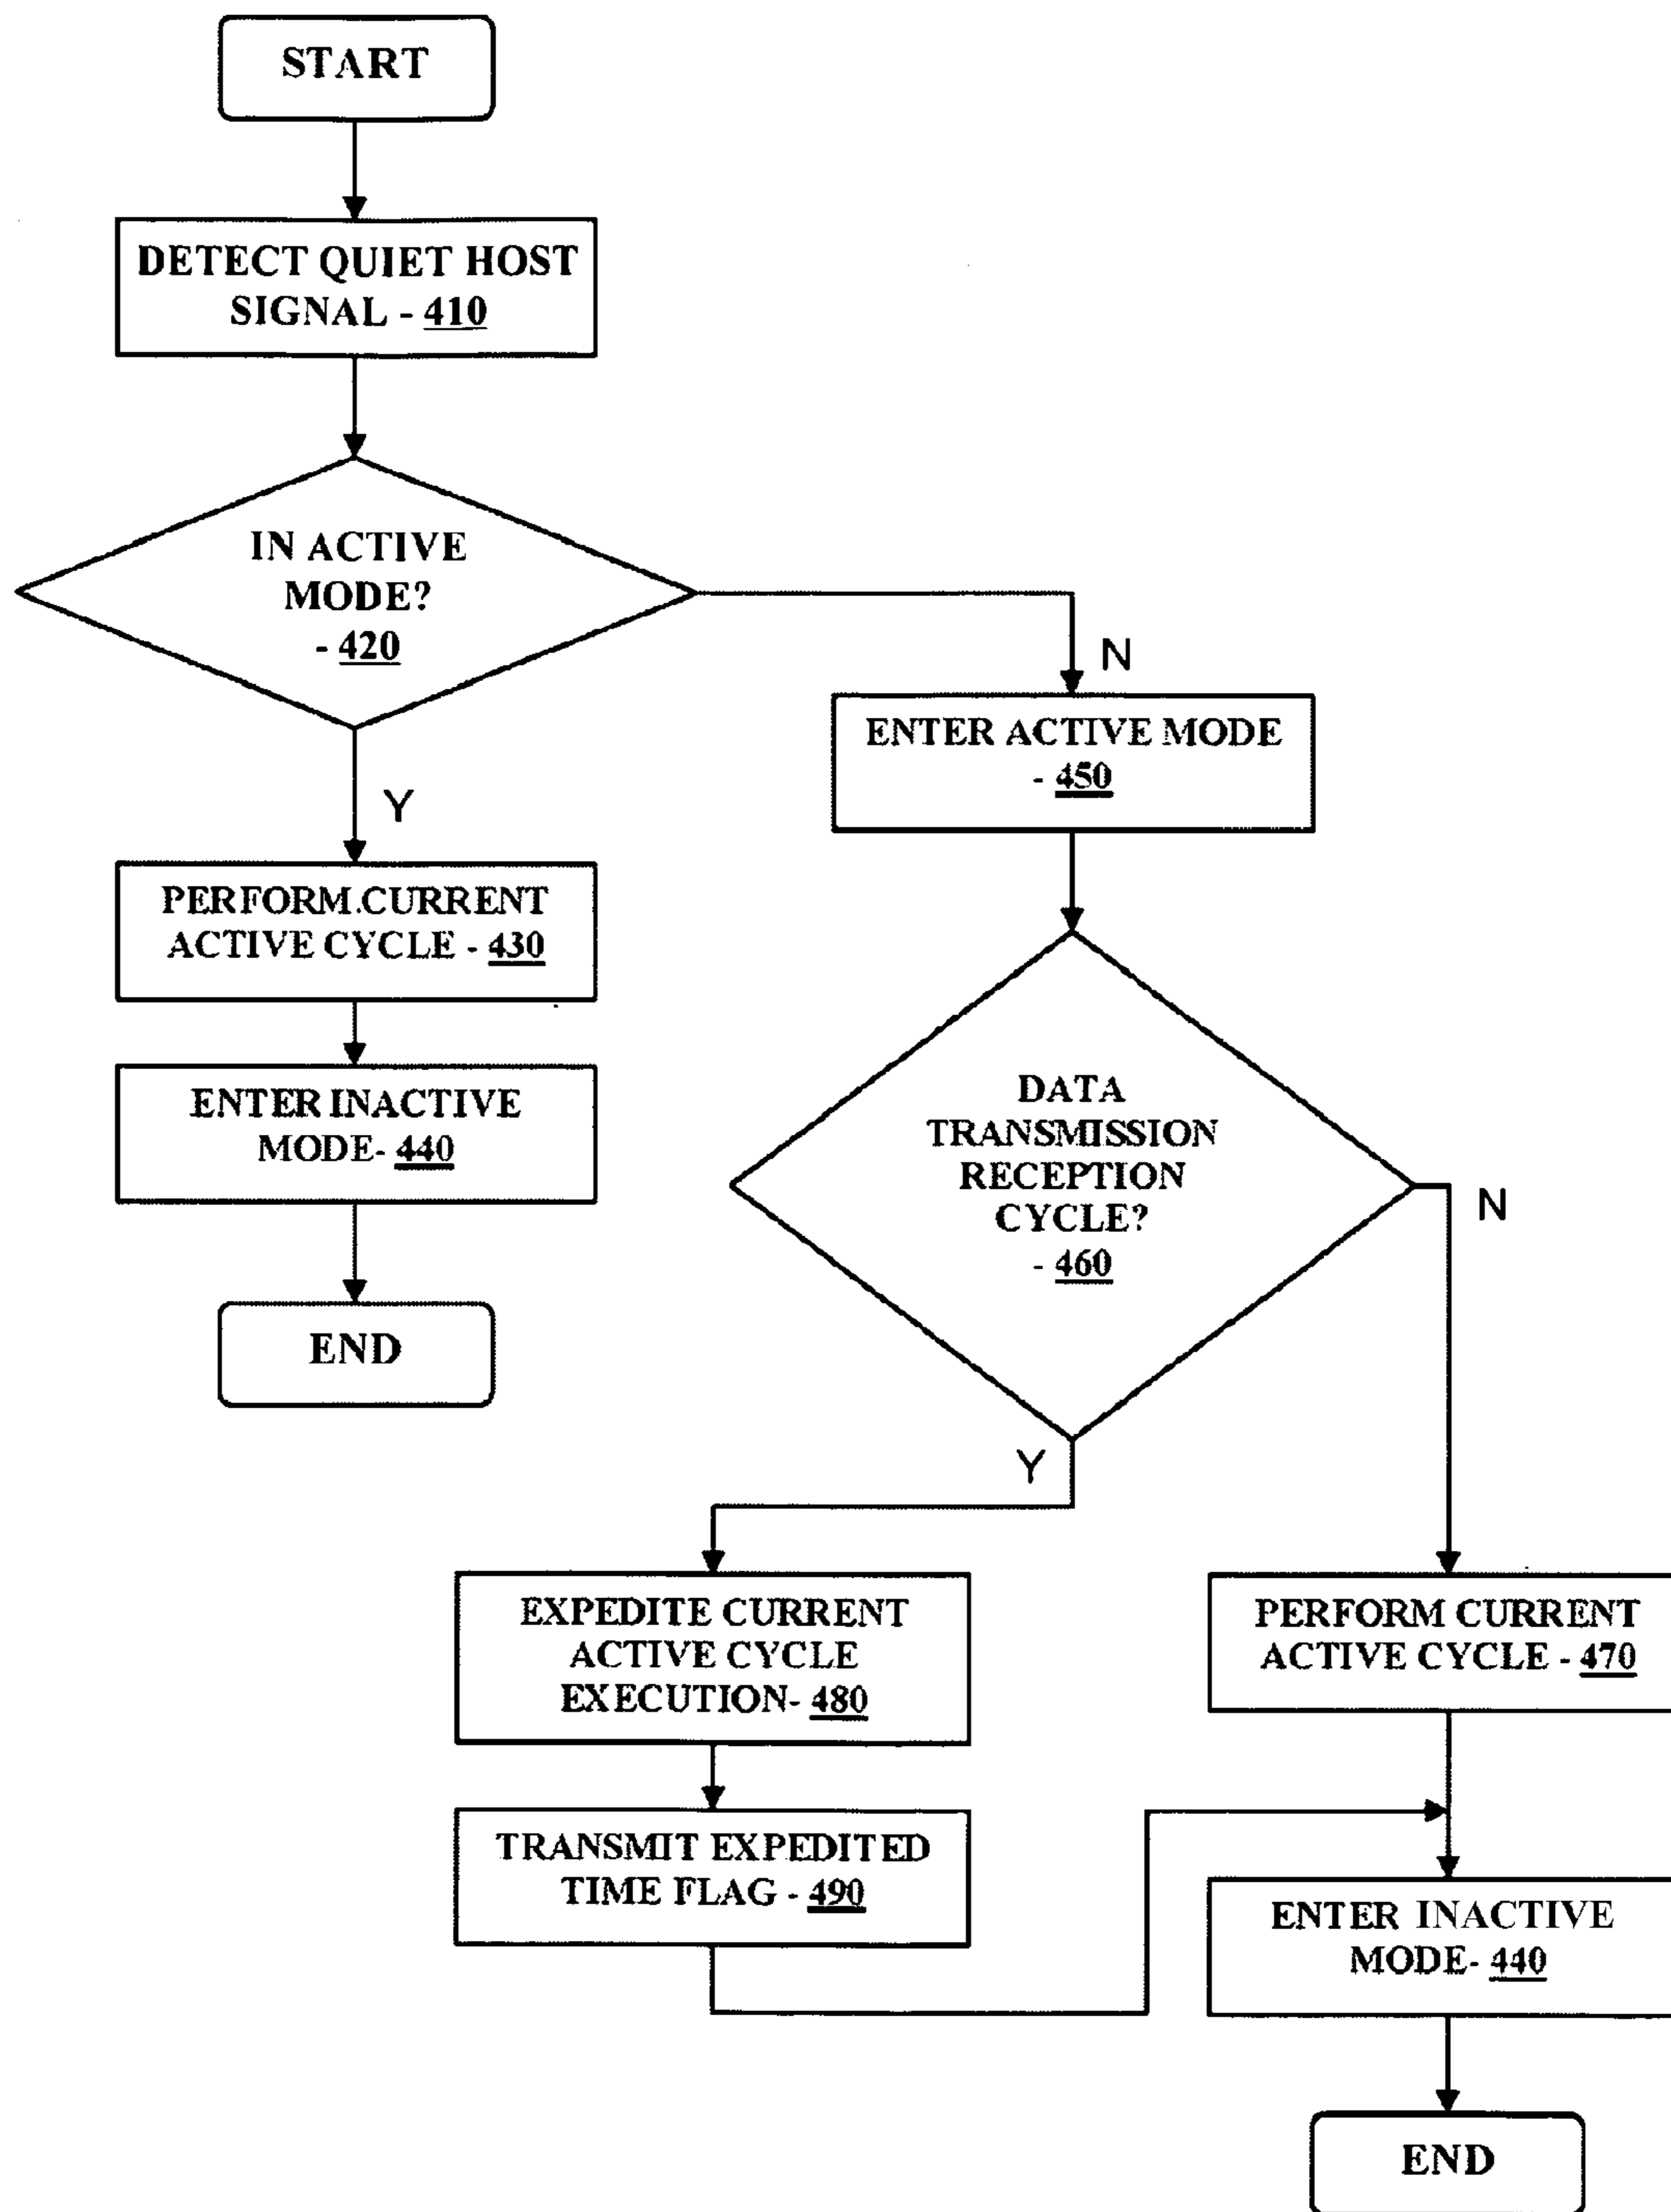 START
DETECT QUIET HOST
SIGNAL - 410
IN ACTIVE
MODE?
- 420
N
Y
ENTER ACTIVE MODE
- 450
PERFORM CURRENT
ACTIVE CYCLE - 430
ENTER INACTIVE
MODE- 440
END
DATA
TRANSMISSION
RECEPTION
CYCLE?
- 460
N
Y
EXPEDITE CURRENT
ACTIVE CYCLE
EXECUTION- 480
PERFORM CURRENT
ACTIVE CYCLE - 470
TRANSMIT EXPEDITED
TIME FLAG - 490
ENTER INACTIVE
MODE- 440
END